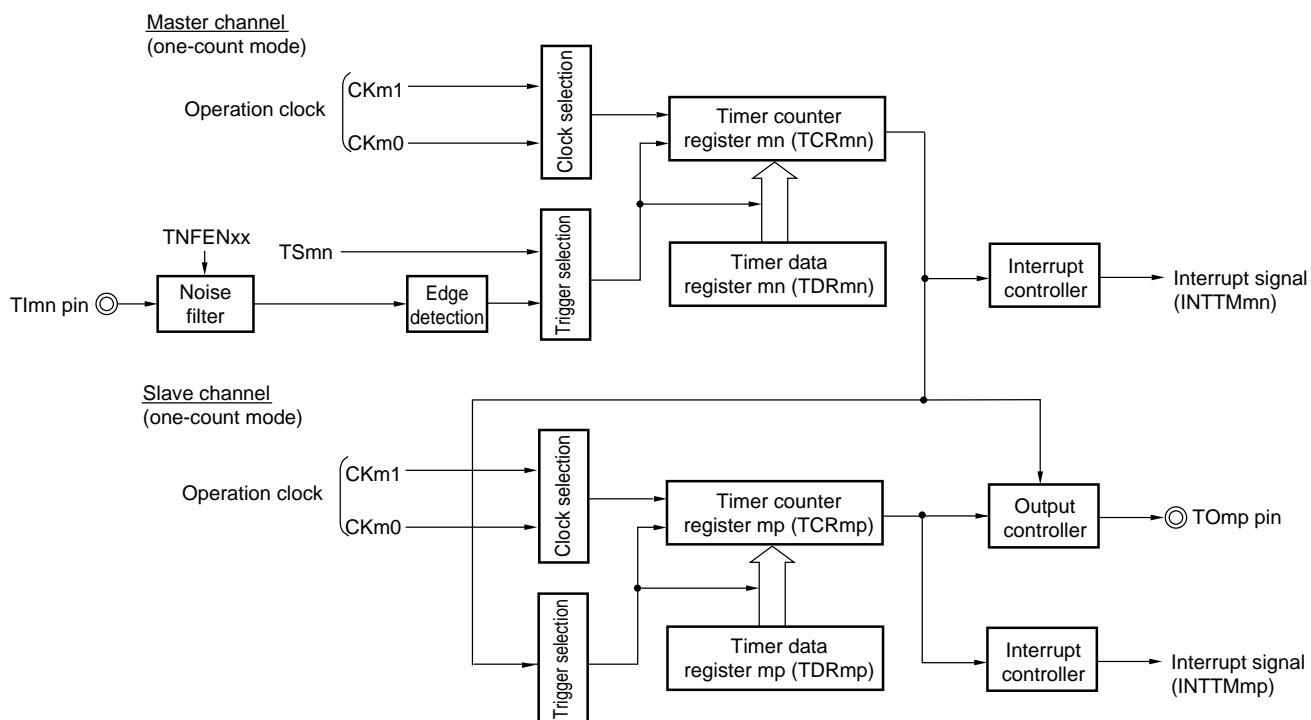 Master channel
(one-count mode)
Operation clock
CKm1
CKm0
Clock selection
Timer counter
register mn (TCRmn)
TNFENxx
TSmn
TImn pin
Noise
filter
Edge
detection
Trigger selection
Timer data
register mn (TDRmn)
Interrupt
controller
Interrupt signal
(INTTMmn)
Slave channel
(one-count mode)
Operation clock
CKm1
CKm0
Clock selection
Timer counter
register mp (TCRmp)
Output
controller
TOmp pin
Trigger selection
Timer data
register mp (TDRmp)
Interrupt
controller
Interrupt signal
(INTTMmp)